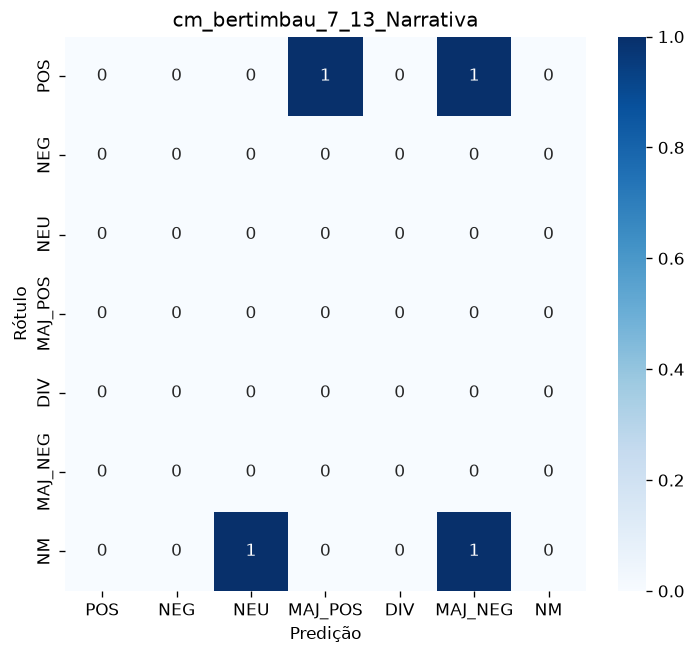 cm_bertimbau_7_13_Narrativa
POS 0 0 0 1 0 1 0
NEG 0 0 0 0 0 0 0
NEU 0 0 0 0 0 0 0
MAJ_POS 0 0 0 0 0 0 0
DIV 0 0 0 0 0 0 0
MAJ_NEG 0 0 0 0 0 0 0
NM 0 0 1 0 0 1 0
POS NEG NEU MAJ_POS DIV MAJ_NEG NM
Predição
Rótulo
1.0
0.8
0.6
0.4
0.2
0.0